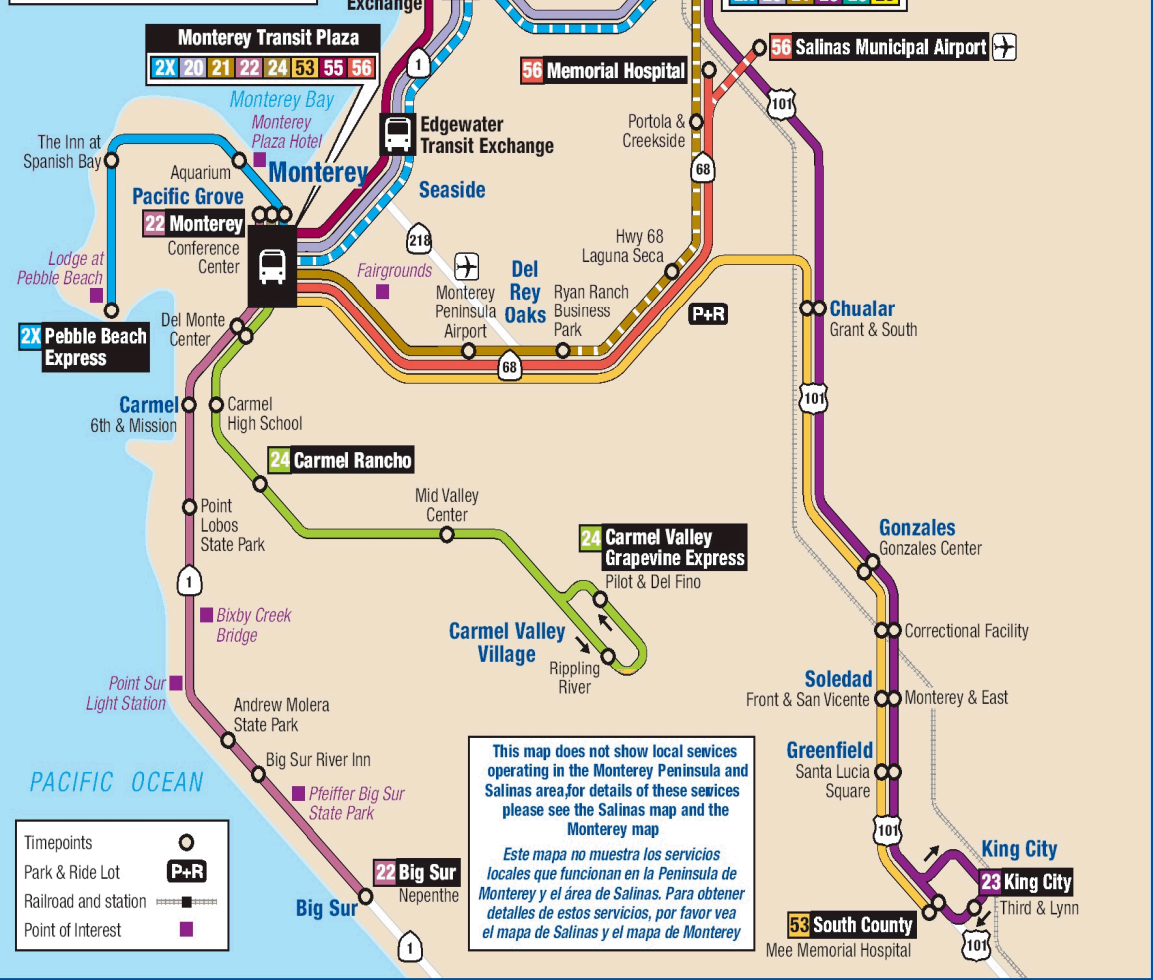 Exchange
Monterey Transit Plaza
2X 20 21 22 24 53 55 56
1
56 Memorial Hospital
56 Salinas Municipal Airport
101
Monterey Bay
Monterey
Plaza Hotel
The Inn at
Spanish Bay
Aquarium
Monterey
Edgewater
Transit Exchange
Portola &
Creekside
68
Pacific Grove
Seaside
22 Monterey
Conference
Center
218
Hwy 68
Laguna Seca
Lodge at
Pebble Beach
Fairgrounds
Monterey
Peninsula
Airport
Del
Rey
Oaks
Ryan Ranch
Business
Park
P+R
Chualar
Grant & South
2X Pebble Beach
Express
Del Monte
Center
68
101
Carmel
6th & Mission
Carmel
High School
24 Carmel Rancho
Mid Valley
Center
Point
Lobos
State Park
24 Carmel Valley
Grapevine Express
Pilot & Del Fino
Gonzales
Gonzales Center
1
Bixby Creek
Bridge
Carmel Valley
Village
Rippling
River
Correctional Facility
Point Sur
Light Station
Soledad
Front & San Vicente
Monterey & East
Andrew Molera
State Park
Big Sur River Inn
Greenfield
Santa Lucia
Square
PACIFIC OCEAN
Pfeiffer Big Sur
State Park
This map does not show local services
operating in the Monterey Peninsula and
Salinas area,for details of these sevices
please see the Salinas map and the
Monterey map
Este mapa no muestra los servicios
locales que funcionan en la Peninsula de
Monterey y el área de Salinas. Para obtener
detalles de estos servicios, por favor vea
el mapa de Salinas y el mapa de Monterey
101
King City
23 King City
Third & Lynn
Timepoints
Park & Ride Lot P+R
Railroad and station
Point of Interest
22 Big Sur
Nepenthe
Big Sur
1
53 South County
Mee Memorial Hospital
101